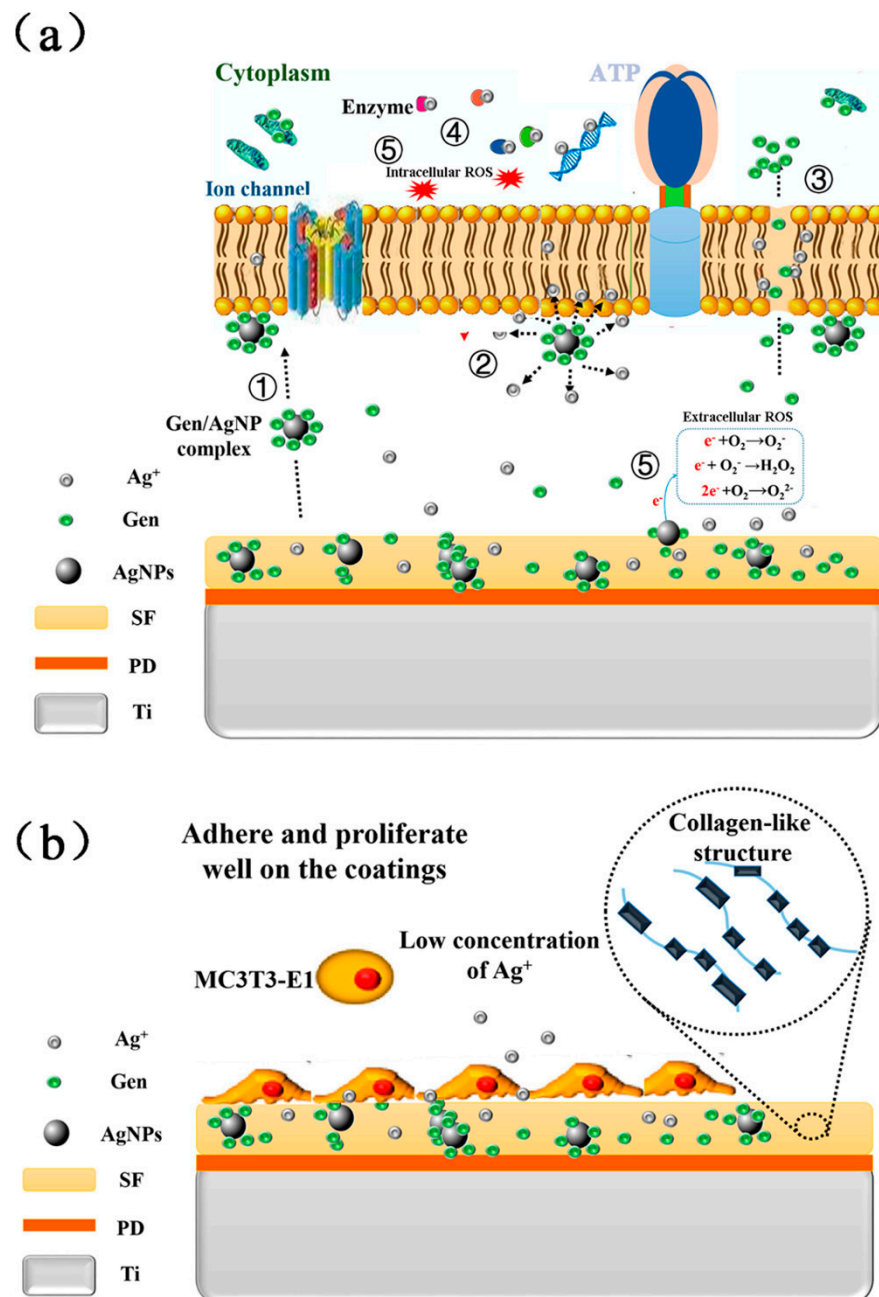 (a)
Cytoplasm
ATP
Enzyme
④
⑤
③
Intracellular ROS
Ion channel
②
①
Gen/AgNP
complex
Extracellular ROS
e⁻+O₂→O₂⁻
e⁻+ O₂⁻→H₂O₂
2e⁻+O₂→O₂²⁻
⑤
e⁻
Ag⁺
Gen
AgNPs
SF
PD
Ti
(b)
Adhere and proliferate
well on the coatings
Collagen-like
structure
Low concentration
of Ag⁺
MC3T3-E1
Ag⁺
Gen
AgNPs
SF
PD
Ti